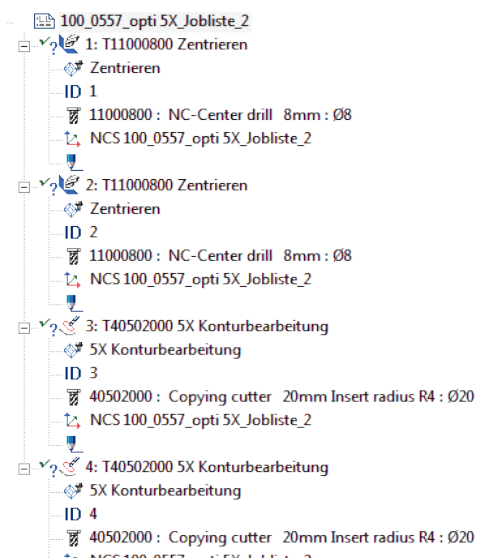 100_0557_opti 5X_Jobliste_2
1: T11000800 Zentrieren
Zentrieren
ID 1
11000800 : NC-Center drill 8mm : Ø8
NCS 100_0557_opti 5X_Jobliste_2
2: T11000800 Zentrieren
Zentrieren
ID 2
11000800 : NC-Center drill 8mm : Ø8
NCS 100_0557_opti 5X_Jobliste_2
3: T40502000 5X Konturbearbeitung
5X Konturbearbeitung
ID 3
40502000 : Copying cutter 20mm Insert radius R4 : Ø20
NCS 100_0557_opti 5X_Jobliste_2
4: T40502000 5X Konturbearbeitung
5X Konturbearbeitung
ID 4
40502000 : Copying cutter 20mm Insert radius R4 : Ø20
NCS 100_0557_opti 5X_Jobliste_2